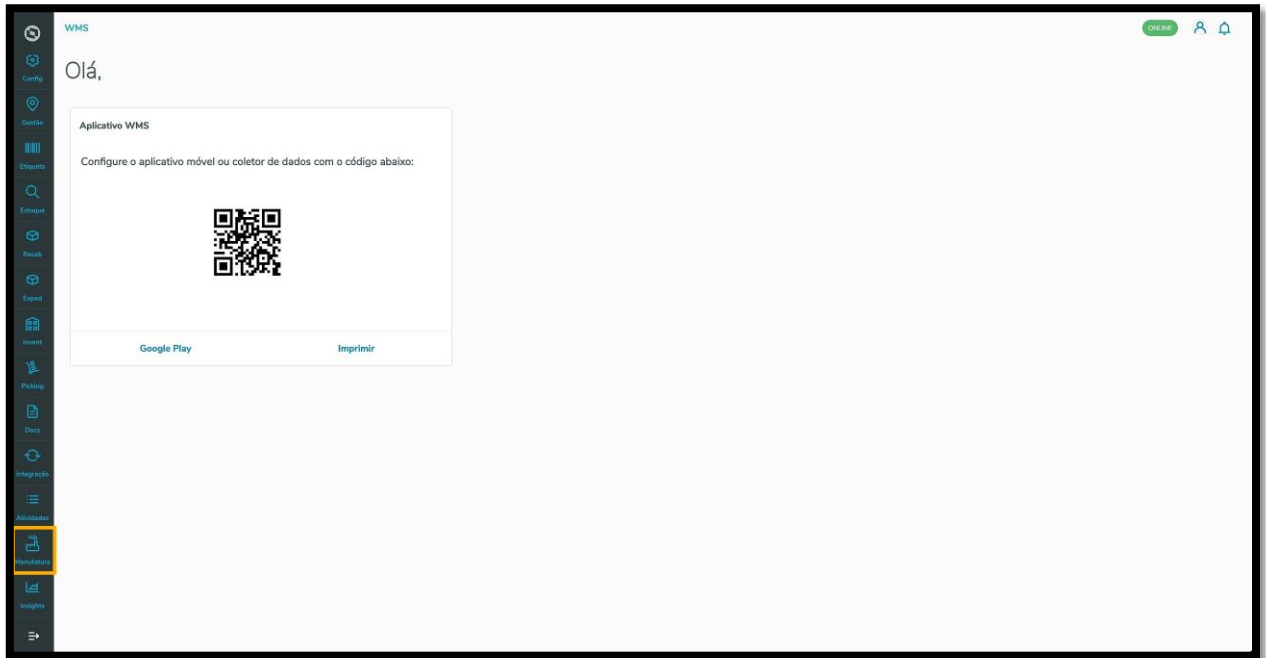 WMS
ONLINE
Olá,
Config
Gestão
Etiqueta
Estoque
Receb
Exped
Invent
Picking
Docs
Integração
Atividades
Manufatura
Insights
Aplicativo WMS
Configure o aplicativo móvel ou coletor de dados com o código abaixo:
Google Play
Imprimir